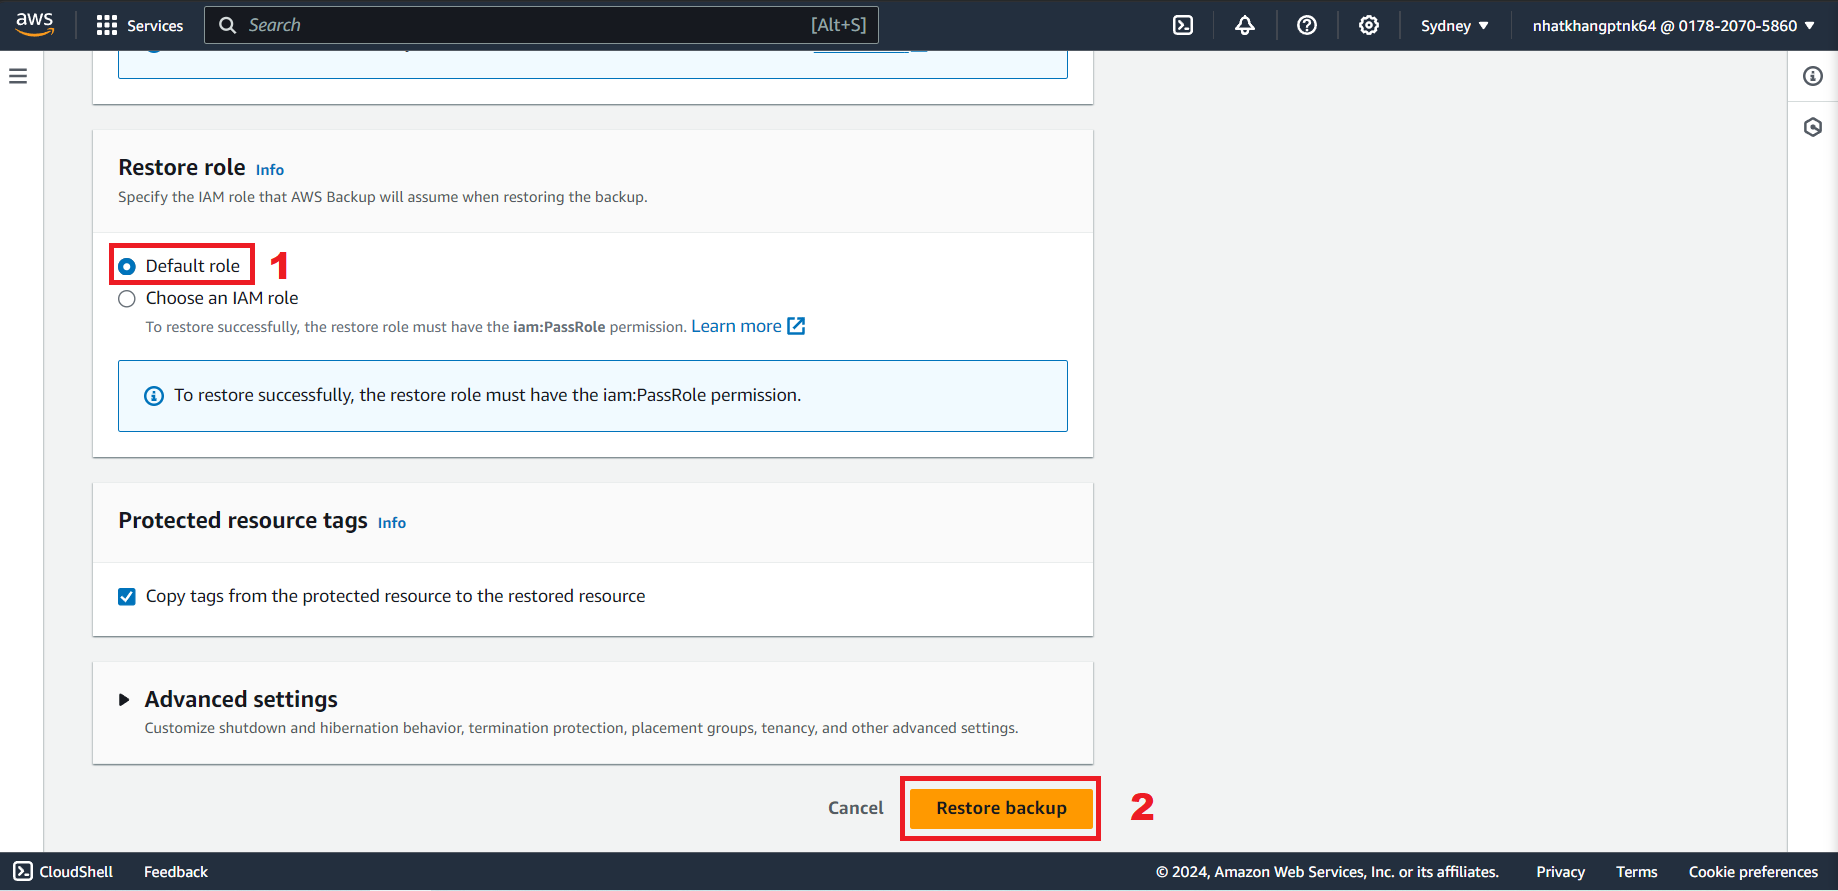 aws Services Search [Alt+S] Sydney nhatkhangptnk64 @ 0178-2070-5860
Restore role Info
Specify the IAM role that AWS Backup will assume when restoring the backup.
Default role 1
Choose an IAM role
To restore successfully, the restore role must have the iam:PassRole permission. Learn more
To restore successfully, the restore role must have the iam:PassRole permission.
Protected resource tags Info
Copy tags from the protected resource to the restored resource
Advanced settings
Customize shutdown and hibernation behavior, termination protection, placement groups, tenancy, and other advanced settings.
Cancel Restore backup 2
CloudShell Feedback © 2024, Amazon Web Services, Inc. or its affiliates. Privacy Terms Cookie preferences